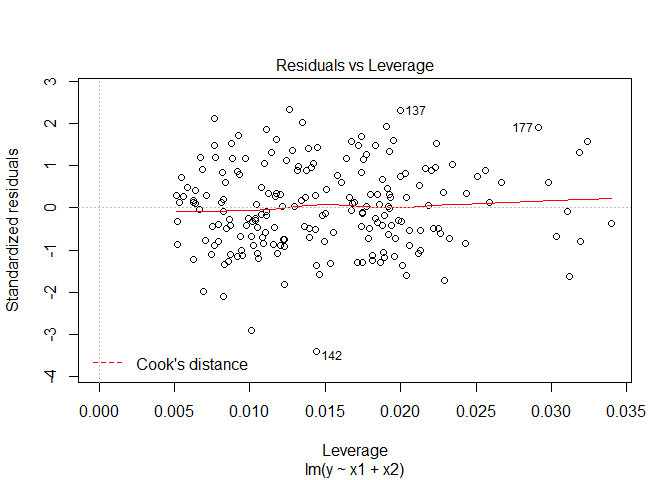 Residuals vs Leverage
Standardized residuals
3
2
1
0
-1
-2
-3
-4
137
177
142
Cook's distance
0.000 0.005 0.010 0.015 0.020 0.025 0.030 0.035
Leverage
lm(y ~ x1 + x2)